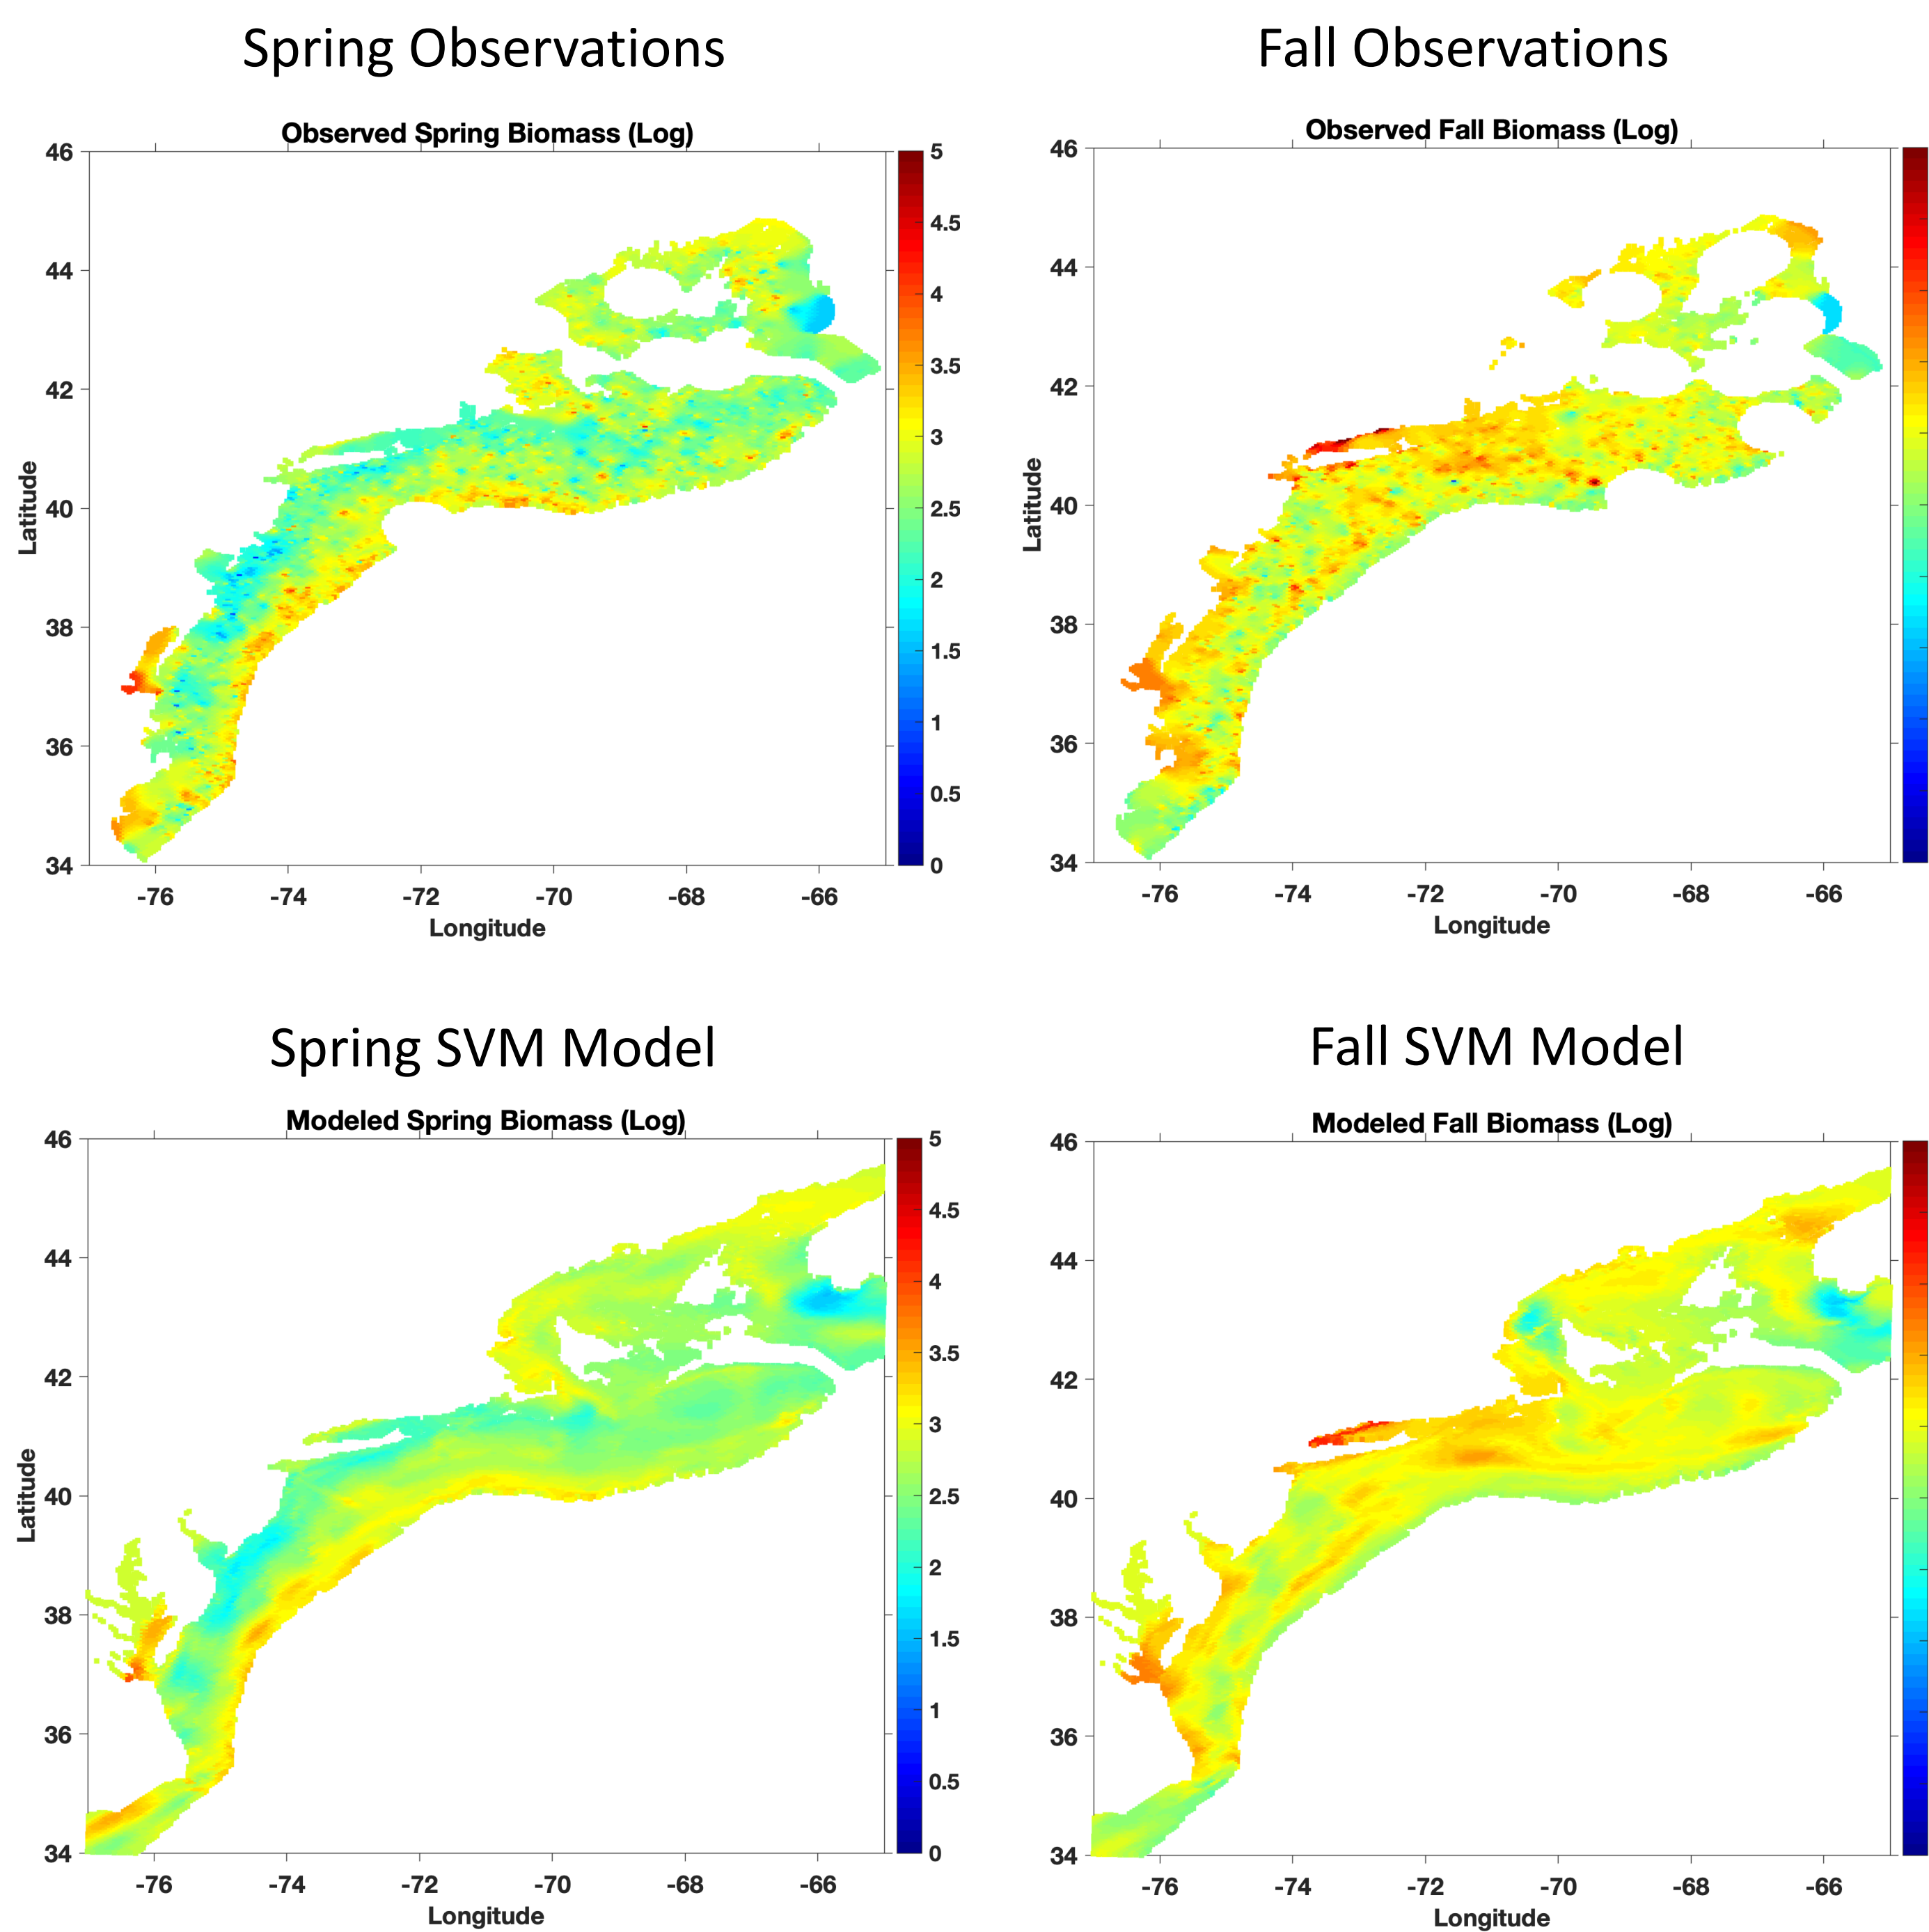 Spring Observations
Fall Observations
Observed Spring Biomass (Log)
46
44
42
40
38
36
34
Latitude
-76 -74 -72 -70 -68 -66
Longitude
5
4.5
4
3.5
3
2.5
2
1.5
1
0.5
0
Observed Fall Biomass (Log)
46
44
42
40
38
36
34
Latitude
-76 -74 -72 -70 -68 -66
Longitude
Spring SVM Model
Fall SVM Model
Modeled Spring Biomass (Log)
46
44
42
40
38
36
34
Latitude
-76 -74 -72 -70 -68 -66
Longitude
5
4.5
4
3.5
3
2.5
2
1.5
1
0.5
0
Modeled Fall Biomass (Log)
46
44
42
40
38
36
34
-76 -74 -72 -70 -68 -66
Longitude